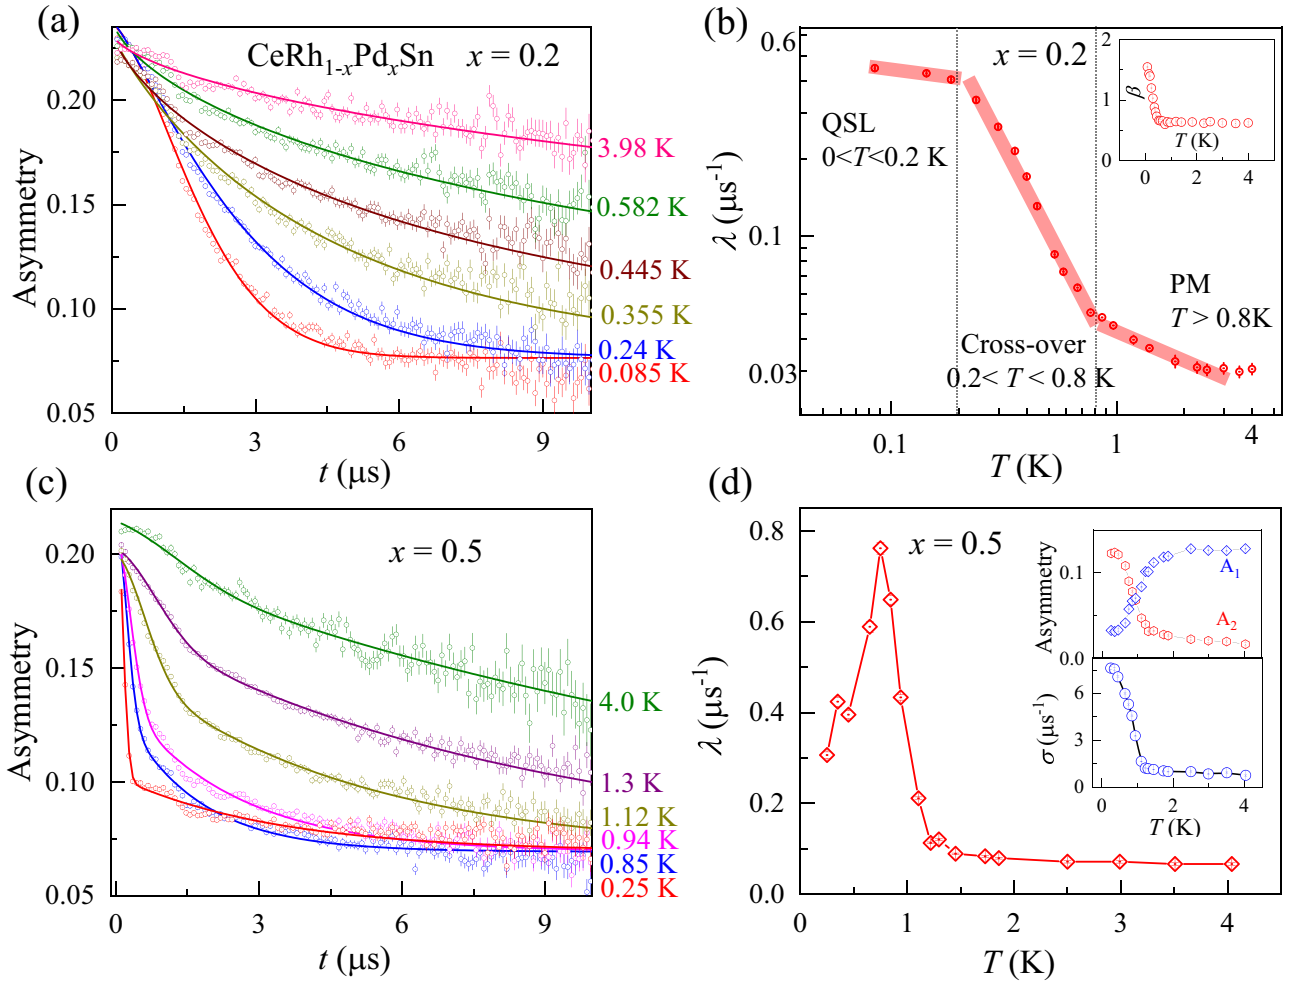 (a)
CeRh1-xPdxSn x = 0.2
0.20
0.15
0.10
0.05
Asymmetry
0 3 6 9
t (μs)
3.98 K
0.582 K
0.445 K
0.355 K
0.24 K
0.085 K
(b)
x = 0.2
0.6
0.1
0.03
λ (μs-1)
QSL
0<T<0.2 K
Cross-over
0.2< T < 0.8 K
PM
T > 0.8K
0.1 1 4
T (K)
2
1
0
β
T (K)
0 2 4
(c)
x = 0.5
0.20
0.15
0.10
0.05
Asymmetry
0 3 6 9
t (μs)
4.0 K
1.3 K
1.12 K
0.94 K
0.85 K
0.25 K
(d)
x = 0.5
0.8
0.6
0.4
0.2
0.0
λ (μs-1)
0 1 2 3 4
T (K)
0.1
0.0
Asymmetry
A1
A2
6
3
0
σ (μs-1)
0 2 4
T (K)